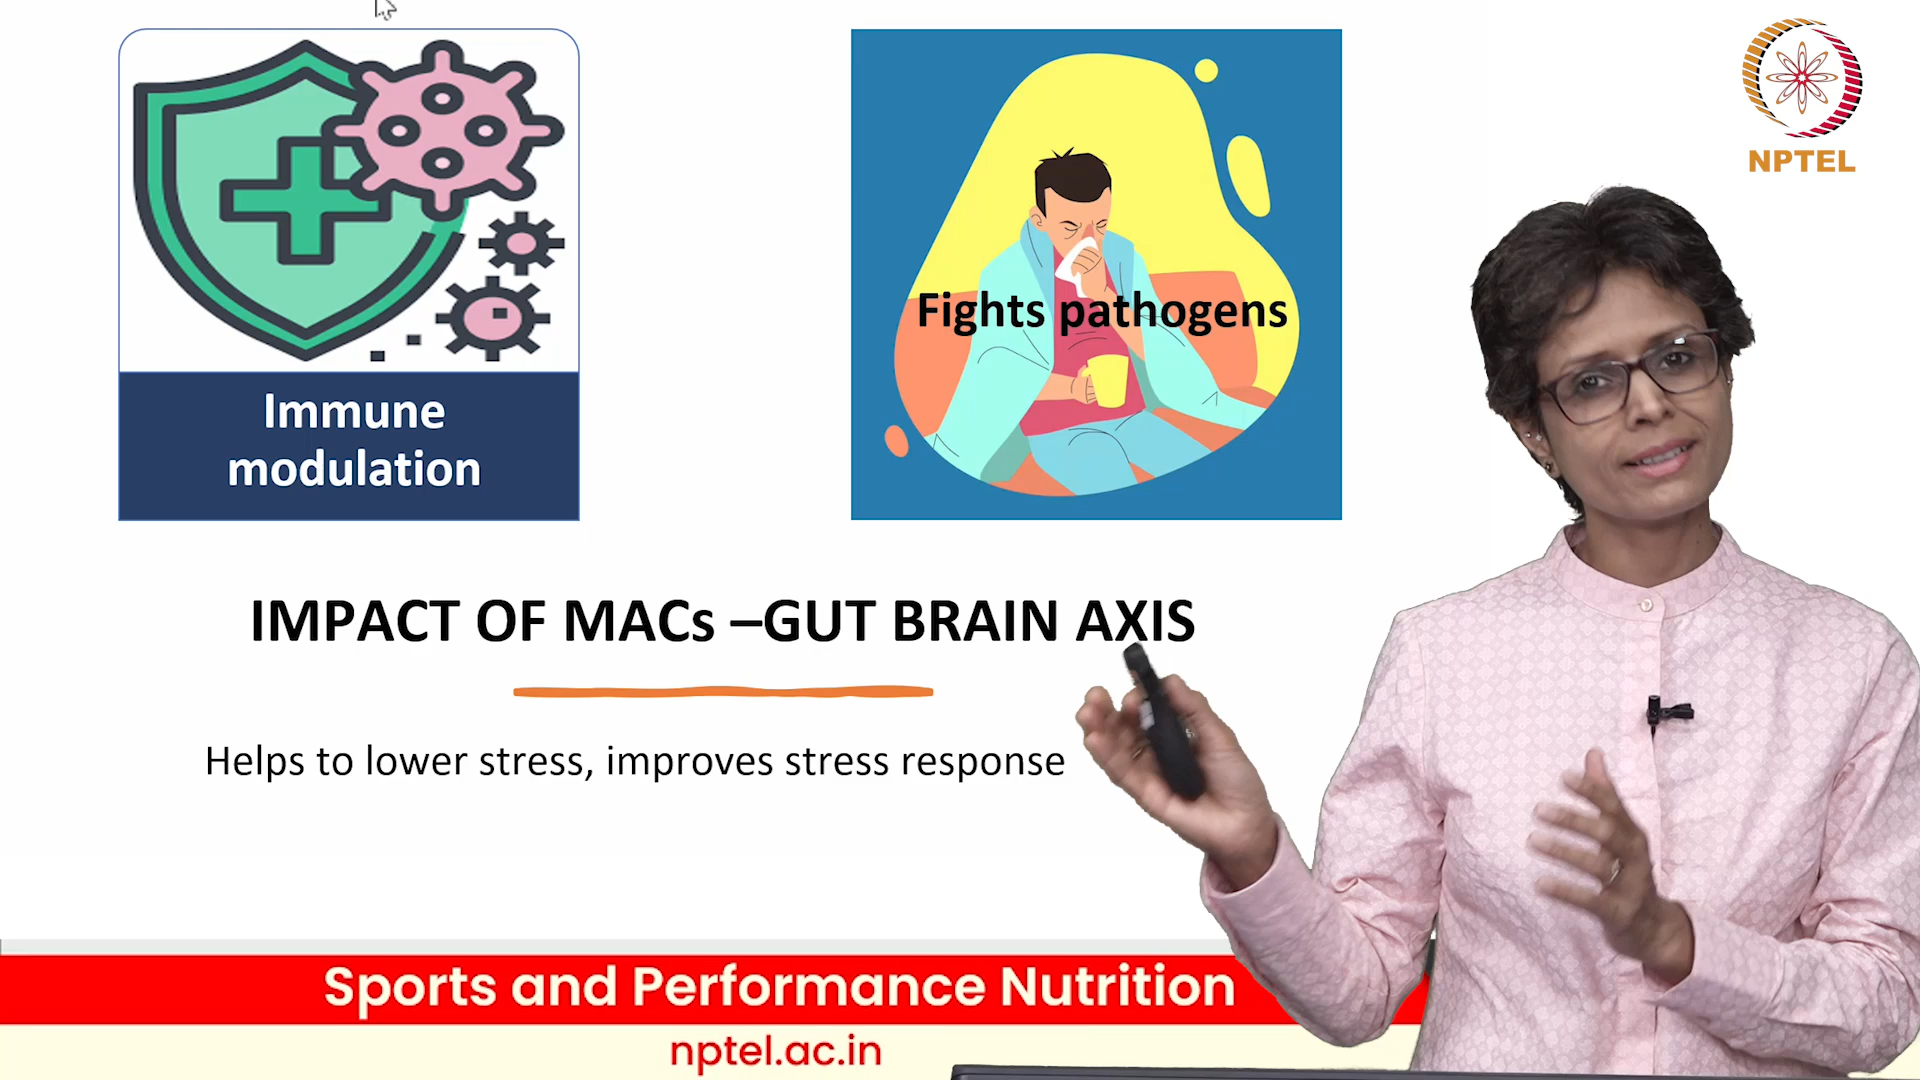 NPTEL
Immune
modulation
Fights pathogens
IMPACT OF MACs –GUT BRAIN AXIS
Helps to lower stress, improves stress response
Sports and Performance Nutrition
nptel.ac.in